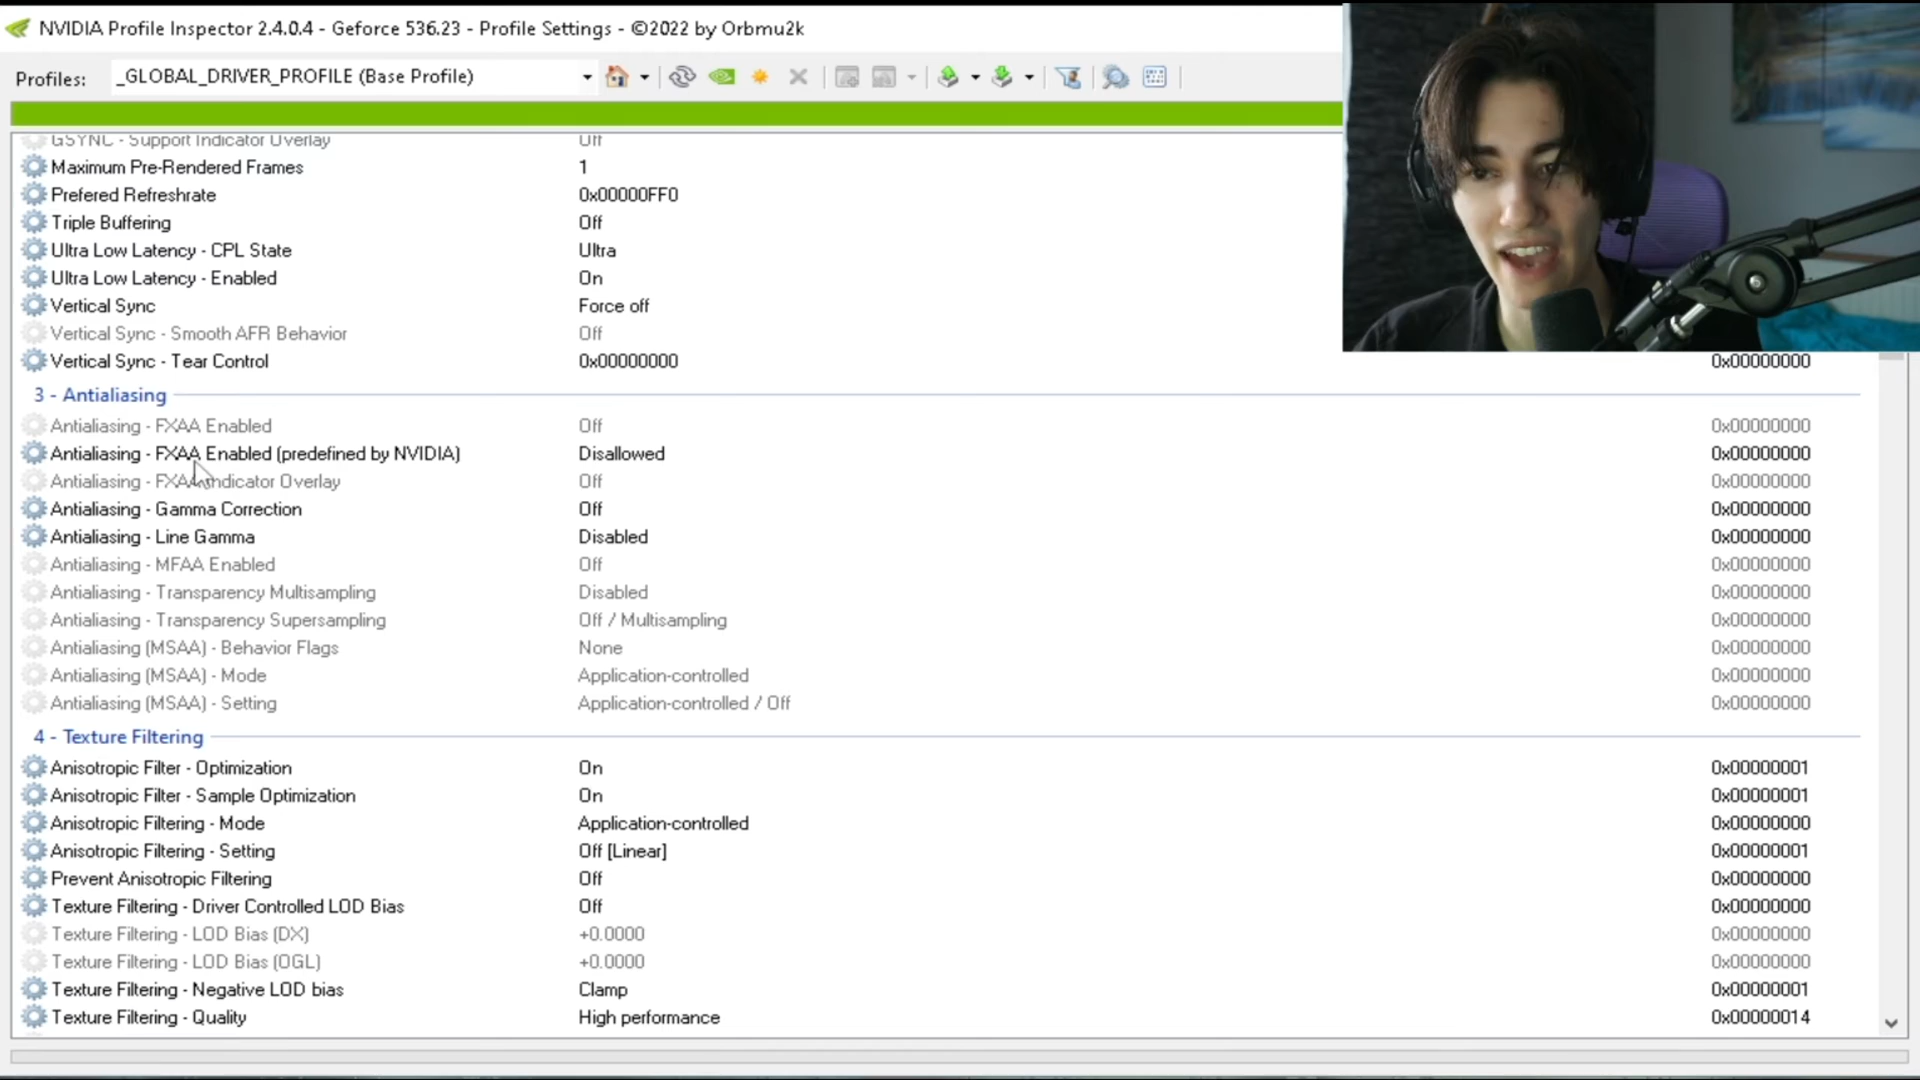 NVIDIA Profile Inspector 2.4.0.4 - Geforce 536.23 - Profile Settings - ©2022 by Orbmu2k
Profiles: _GLOBAL_DRIVER_PROFILE (Base Profile)
GSYNC - Support Indicator Overlay Off
Maximum Pre-Rendered Frames 1
Prefered Refreshrate 0x00000FF0
Triple Buffering Off
Ultra Low Latency - CPL State Ultra
Ultra Low Latency - Enabled On
Vertical Sync Force off
Vertical Sync - Smooth AFR Behavior Off
Vertical Sync - Tear Control 0x00000000 0x00000000
3 - Antialiasing
Antialiasing - FXAA Enabled Off 0x00000000
Antialiasing - FXAA Enabled (predefined by NVIDIA) Disallowed 0x00000000
Antialiasing - FXAA Indicator Overlay Off 0x00000000
Antialiasing - Gamma Correction Off 0x00000000
Antialiasing - Line Gamma Disabled 0x00000000
Antialiasing - MFAA Enabled Off 0x00000000
Antialiasing - Transparency Multisampling Disabled 0x00000000
Antialiasing - Transparency Supersampling Off / Multisampling 0x00000000
Antialiasing (MSAA) - Behavior Flags None 0x00000000
Antialiasing (MSAA) - Mode Application-controlled 0x00000000
Antialiasing (MSAA) - Setting Application-controlled / Off 0x00000000
4 - Texture Filtering
Anisotropic Filter - Optimization On 0x00000001
Anisotropic Filter - Sample Optimization On 0x00000001
Anisotropic Filtering - Mode Application-controlled 0x00000000
Anisotropic Filtering - Setting Off [Linear] 0x00000001
Prevent Anisotropic Filtering Off 0x00000000
Texture Filtering - Driver Controlled LOD Bias Off 0x00000000
Texture Filtering - LOD Bias (DX) +0.0000 0x00000000
Texture Filtering - LOD Bias (OGL) +0.0000 0x00000000
Texture Filtering - Negative LOD bias Clamp 0x00000001
Texture Filtering - Quality High performance 0x00000014